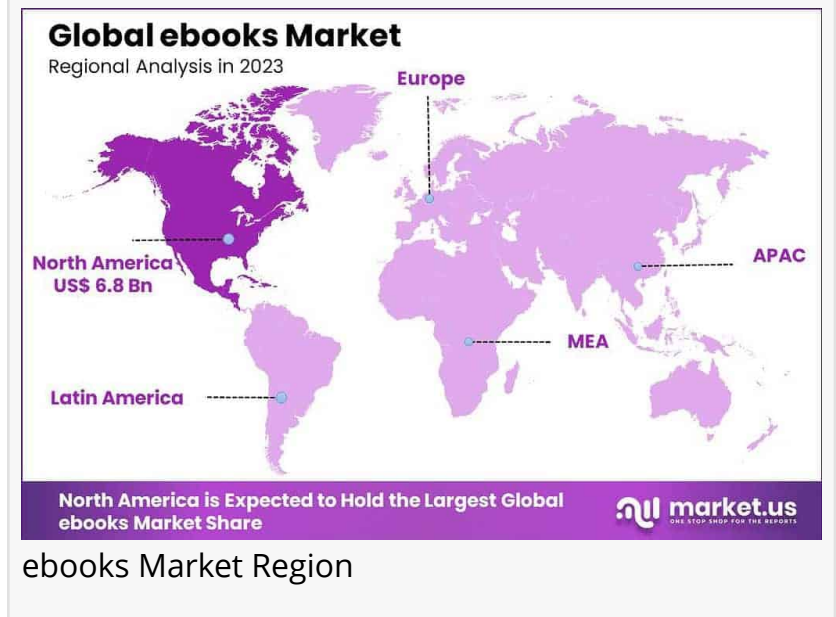 Global ebooks Market
Regional Analysis in 2023
Europe
North America
US$ 6.8 Bn
APAC
MEA
Latin America
North America is Expected to Hold the Largest Global
ebooks Market Share
market.us
ONE STOP SHOP FOR THE REPORTS
ebooks Market Region